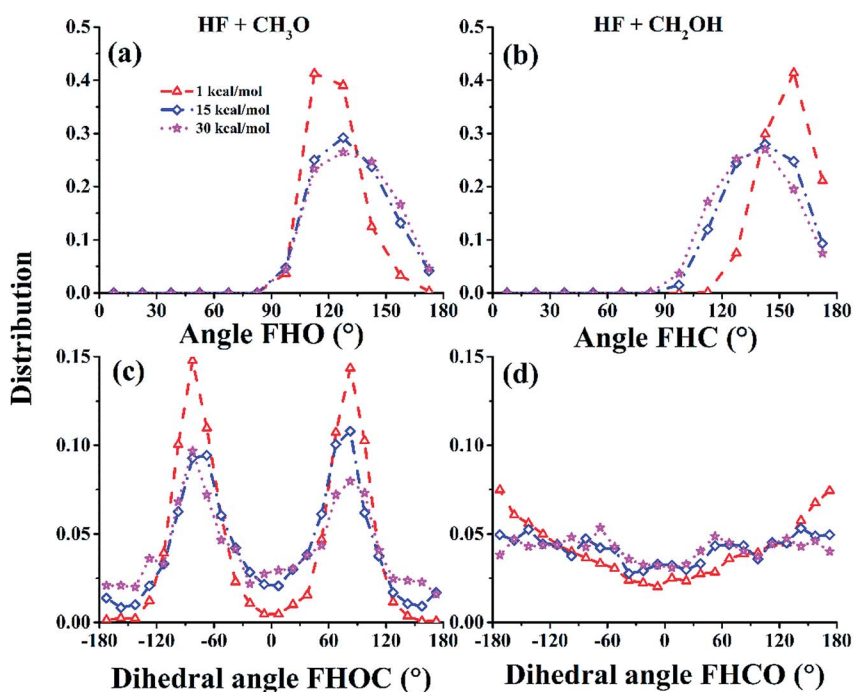 HF + CH₃O
HF + CH₂OH
(a)
(b)
0.5
0.4
0.3
0.2
0.1
0.0
1 kcal/mol
15 kcal/mol
30 kcal/mol
0 30 60 90 120 150 180
Angle FHO (°)
0.5
0.4
0.3
0.2
0.1
0.0
0 30 60 90 120 150 180
Angle FHC (°)
Distribution
(c)
(d)
0.15
0.10
0.05
0.00
-180 -120 -60 0 60 120 180
Dihedral angle FHOC (°)
0.15
0.10
0.05
0.00
-180 -120 -60 0 60 120 180
Dihedral angle FHCO (°)